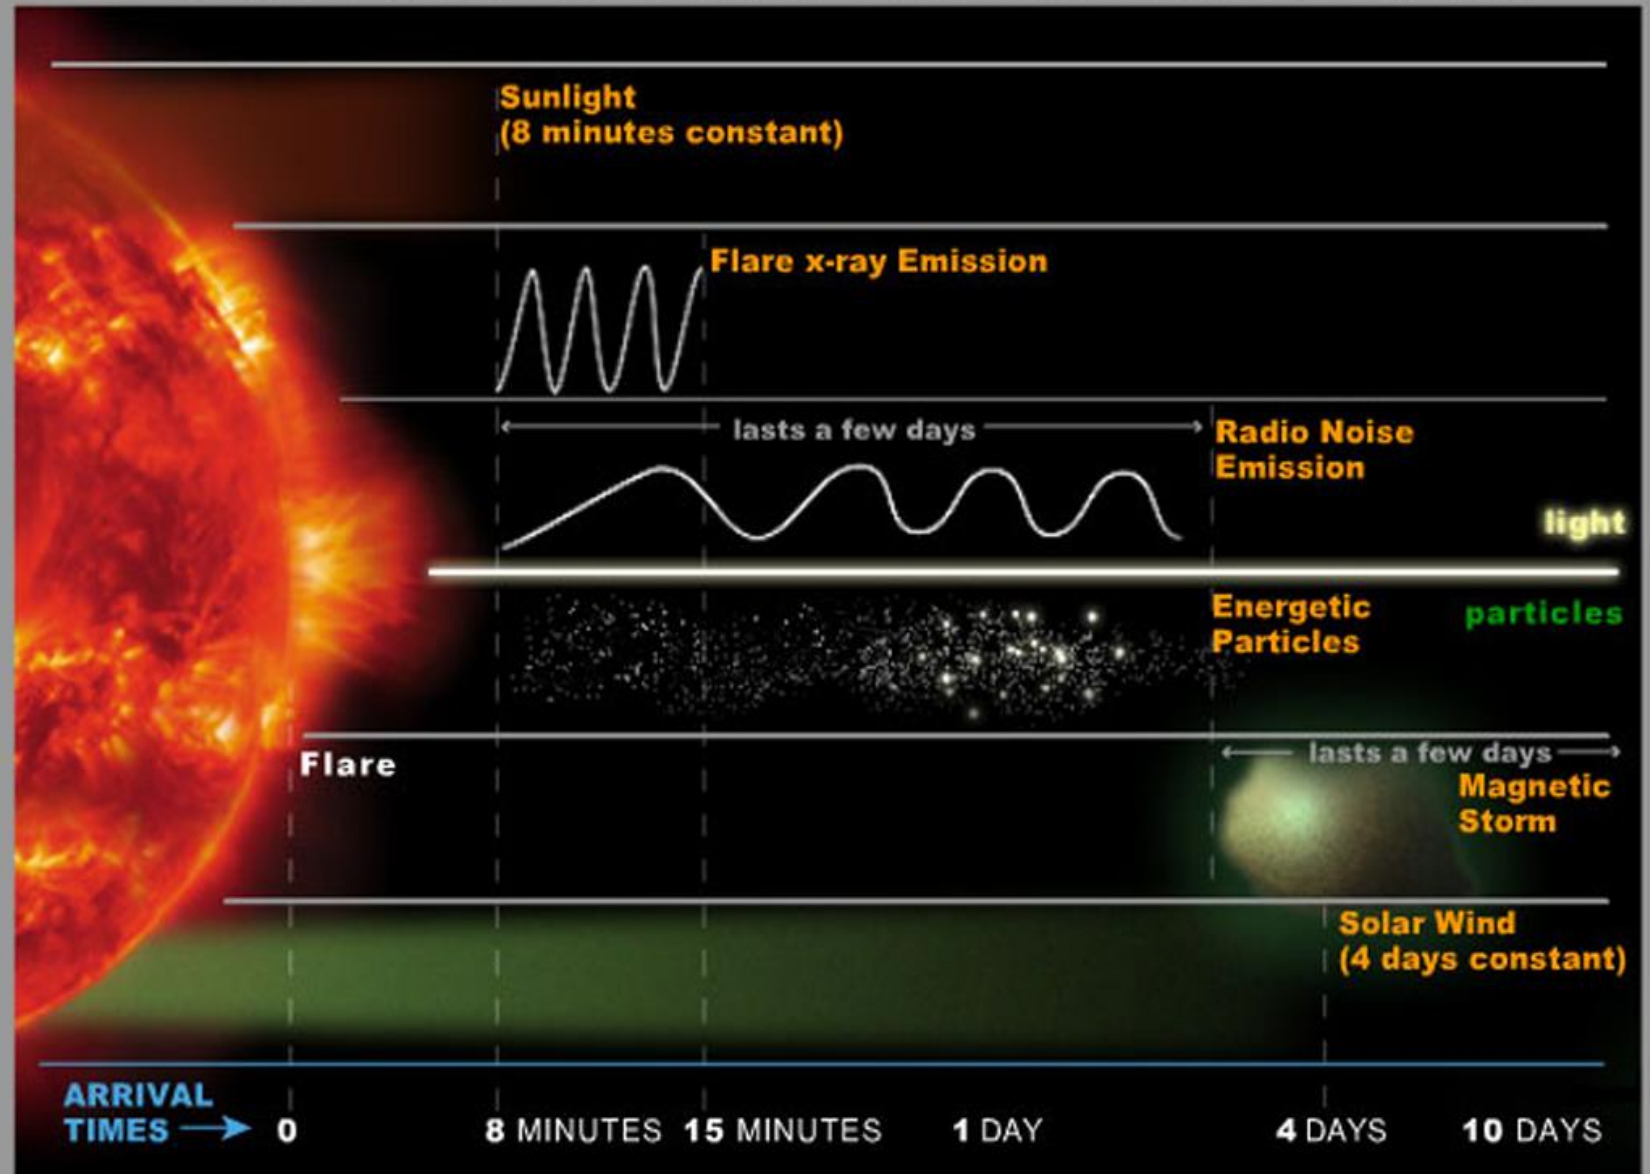 Sunlight
(8 minutes constant)
Flare x-ray Emission
lasts a few days
Radio Noise
Emission
light
Energetic
Particles
particles
Flare
lasts a few days
Magnetic
Storm
Solar Wind
(4 days constant)
ARRIVAL
TIMES
0
8 MINUTES
15 MINUTES
1 DAY
4 DAYS
10 DAYS